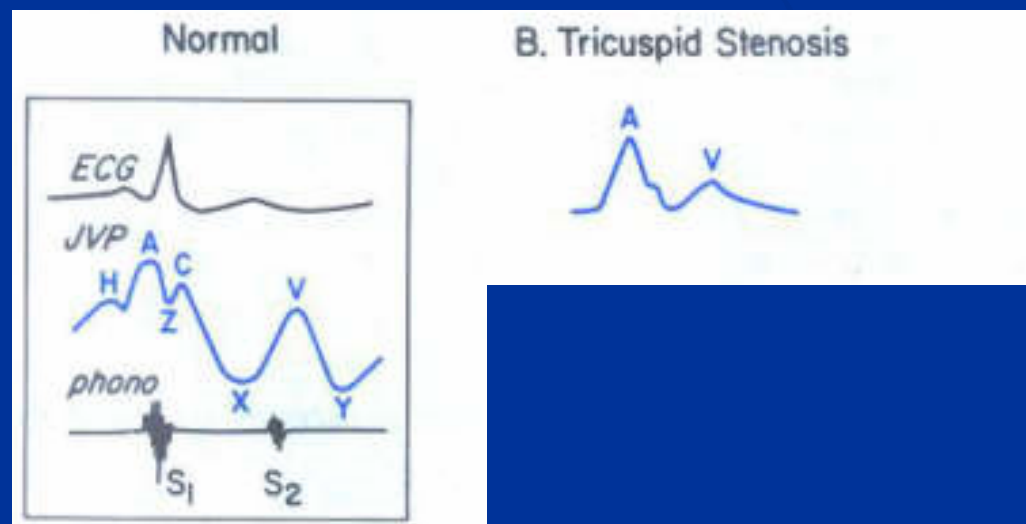 Normal
ECG
JVP
H
A
Z
C
X
V
Y
phono
S₁
S₂
B. Tricuspid Stenosis
A
V